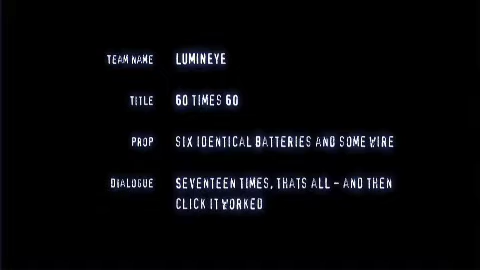 TEAM NAME LUMINEYE
TITLE 60 TIMES 60
PROP SIX IDENTICAL BATTERIES AND SOME WIRE
DIALOGUE SEVENTEEN TIMES, THATS ALL - AND THEN
CLICK IT WORKED